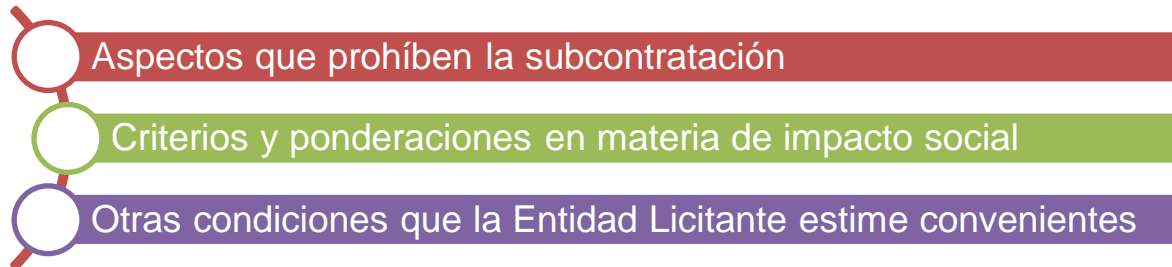 Aspectos que prohíben la subcontratación
Criterios y ponderaciones en materia de impacto social
Otras condiciones que la Entidad Licitante estime convenientes